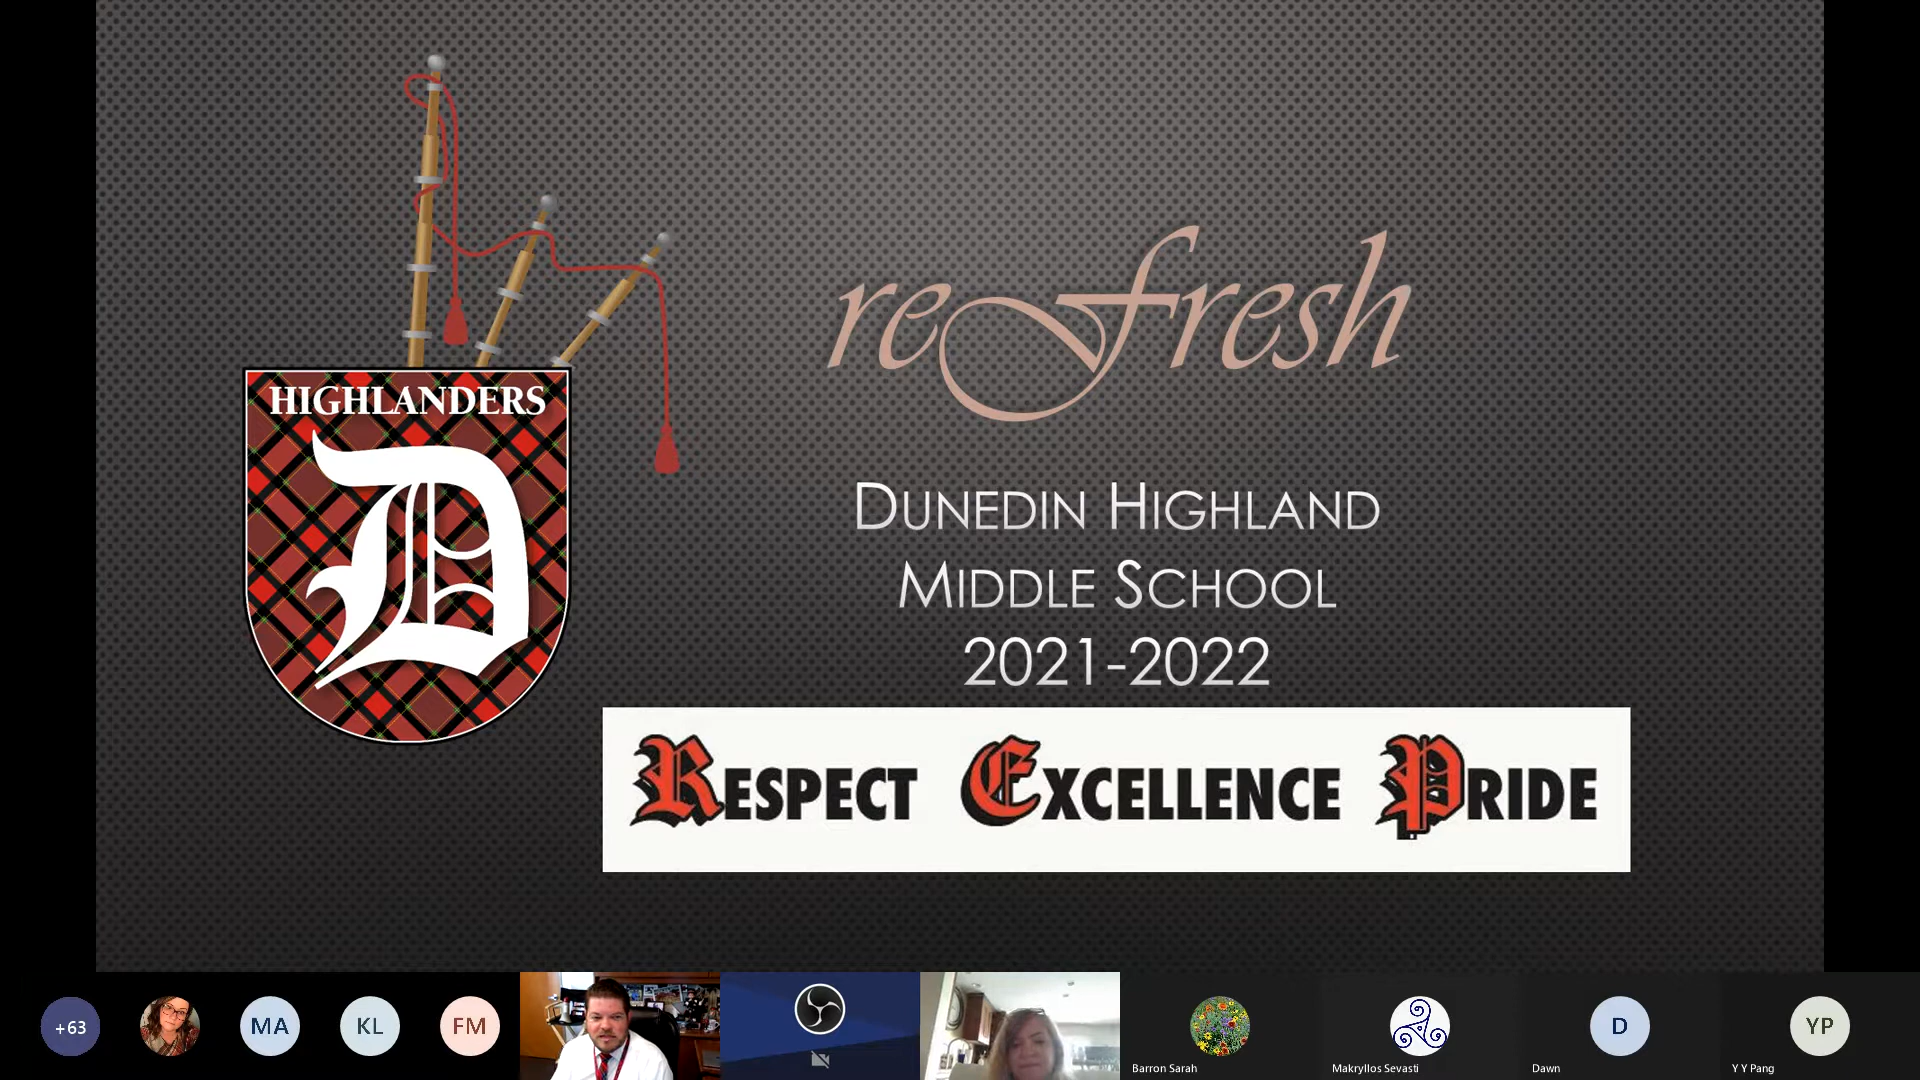 reFresh
HIGHLANDERS
D
DUNEDIN HIGHLAND
MIDDLE SCHOOL
2021-2022
RESPECT EXCELLENCE PRIDE
+63
MA
KL
FM
D
YP
Barron Sarah
Makryllos Sevasti
Dawn
Y Y Pang